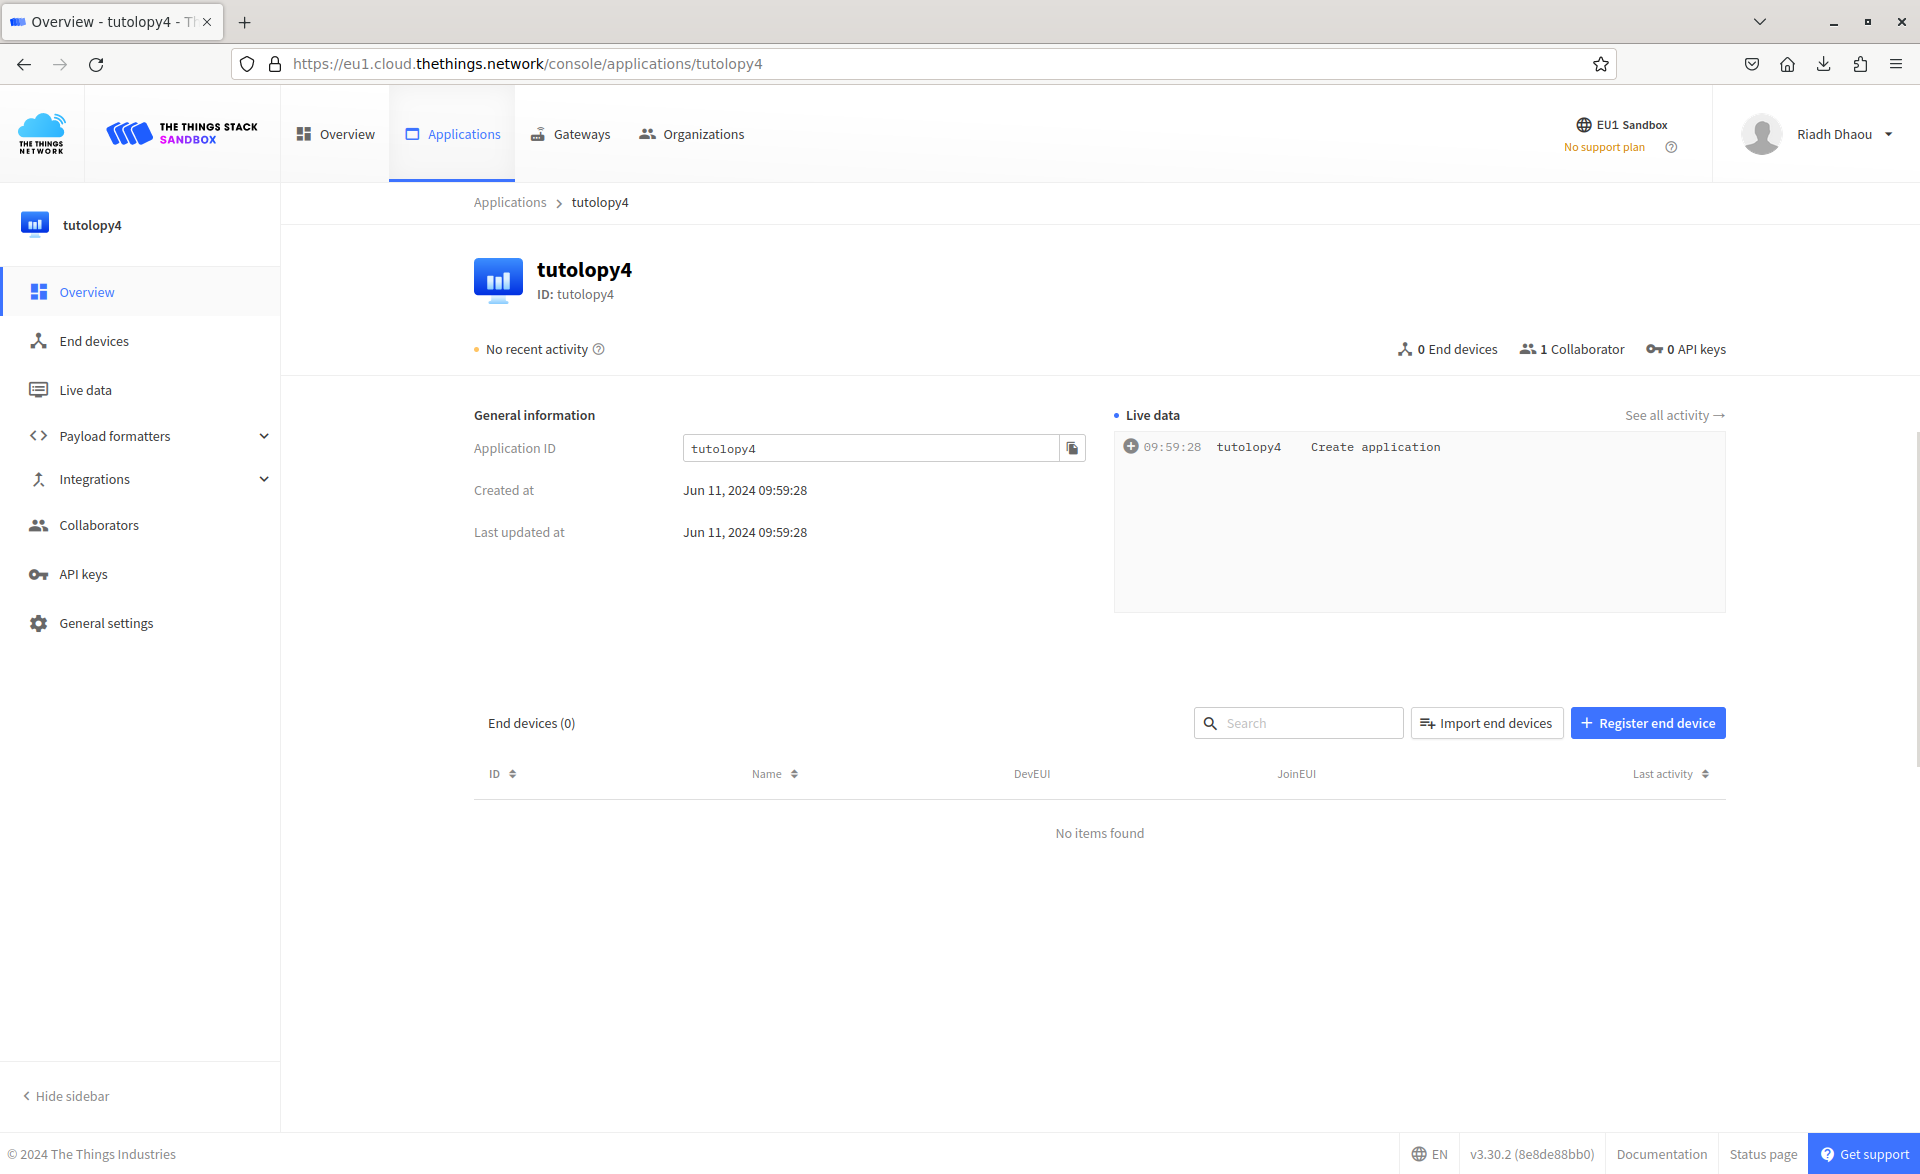 Overview - tutolopy4 - Th
https://eu1.cloud.thethings.network/console/applications/tutolopy4
THE THINGS NETWORK
THE THINGS STACK
SANDBOX
Overview
Applications
Gateways
Organizations
EU1 Sandbox
No support plan
Riadh Dhaou
tutolopy4
Overview
End devices
Live data
Payload formatters
Integrations
Collaborators
API keys
General settings
Hide sidebar
Applications > tutolopy4
tutolopy4
ID: tutolopy4
No recent activity
0 End devices 1 Collaborator 0 API keys
General information
Application ID tutolopy4
Created at Jun 11, 2024 09:59:28
Last updated at Jun 11, 2024 09:59:28
Live data See all activity →
09:59:28 tutolopy4 Create application
End devices (0) Search Import end devices + Register end device
ID Name DevEUI JoinEUI Last activity
No items found
© 2024 The Things Industries
EN v3.30.2 (8e8de88bb0) Documentation Status page Get support